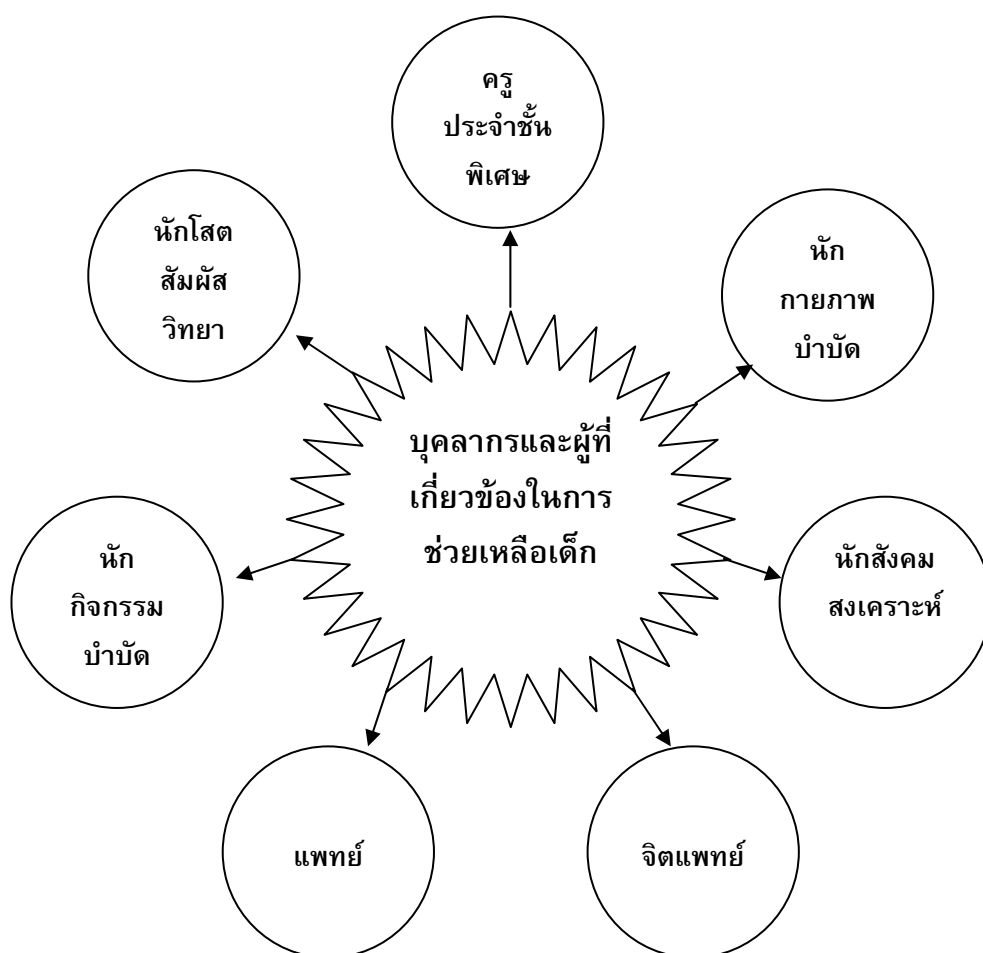 ครู
ประจำชั้น
พิเศษ
นักโสต
สัมผัส
วิทยา
นัก
กายภาพ
บำบัด
บุคลากรและผู้ที่
เกี่ยวข้องในการ
ช่วยเหลือเด็ก
นัก
กิจกรรม
บำบัด
นักสังคม
สงเคราะห์
แพทย์
จิตแพทย์